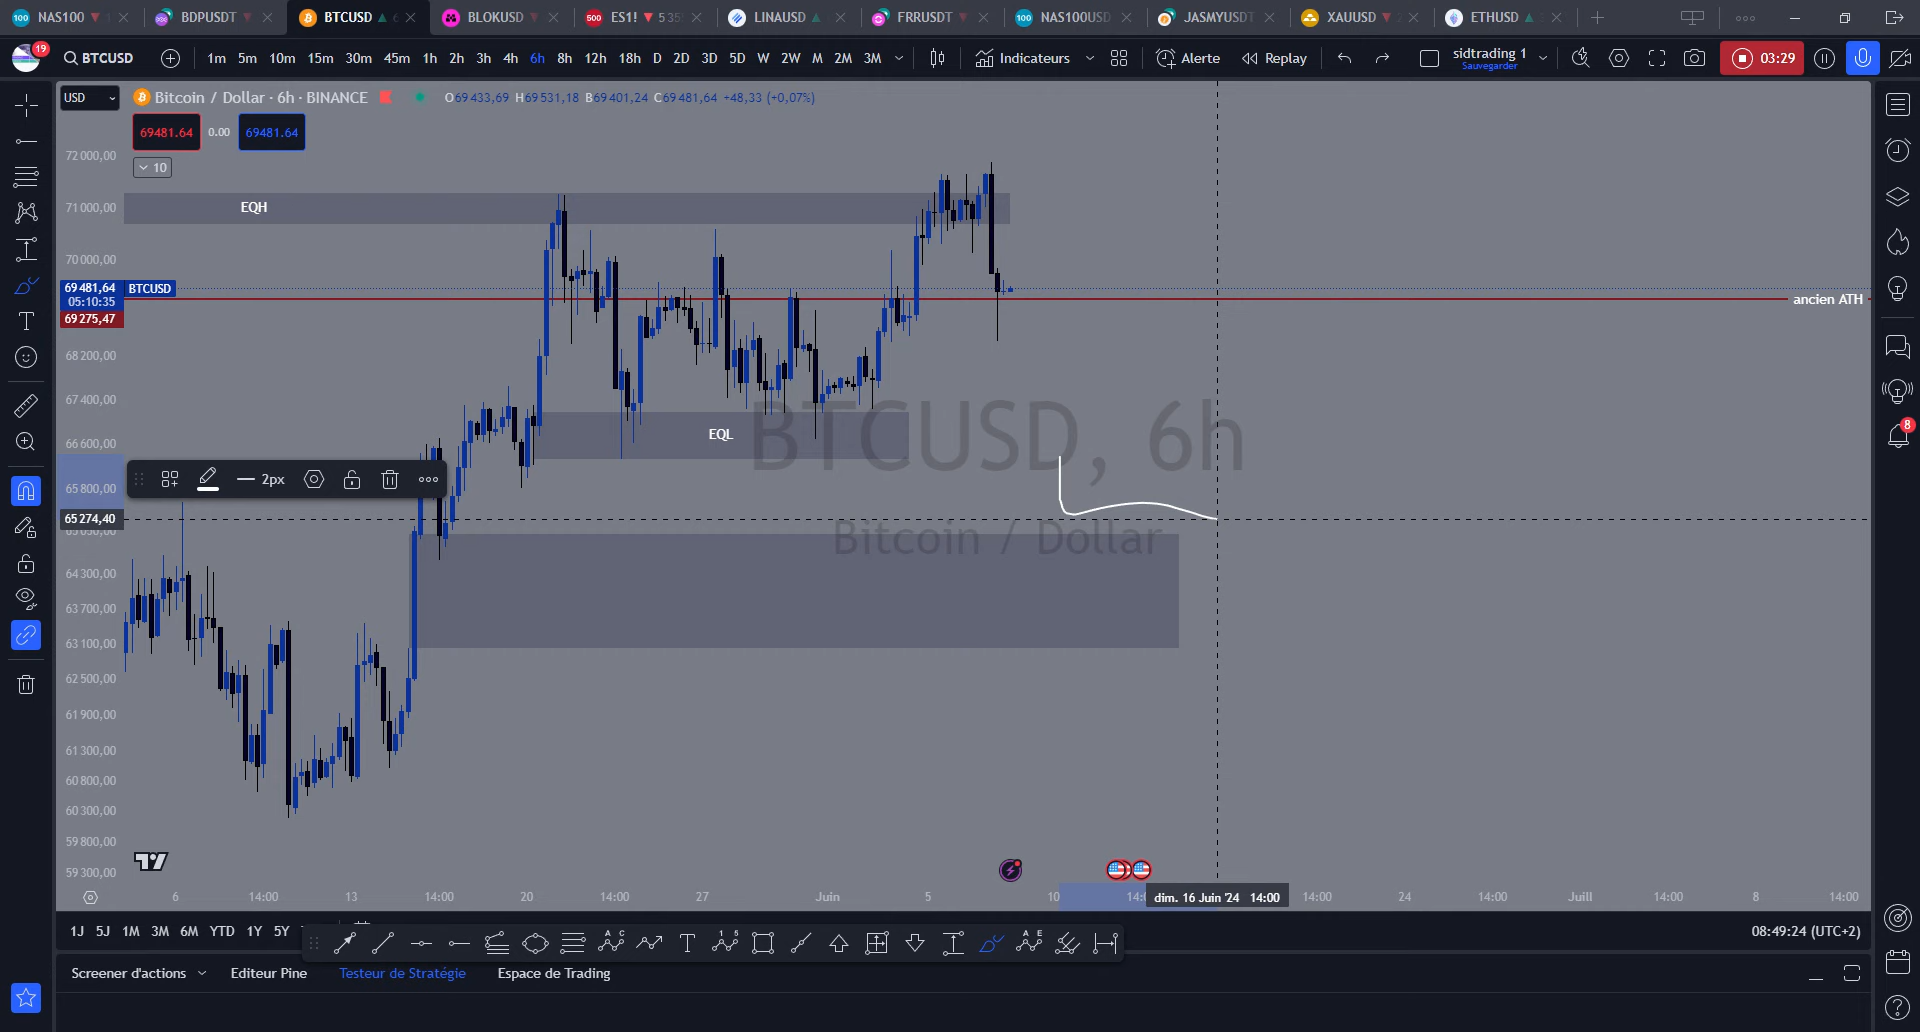 NAS100 1
BDPUSDT
BTCUSD 6
BLOKUSD
500 ES1! 5 35
LINAUSD
FRRUSDT
100 NAS100USD
JASMYUSDT
XAUUSD 2
ETHUSD
19
BTCUSD
1m 5m 10m 15m 30m 45m 1h 2h 3h 4h 6h 8h 12h 18h D 2D 3D 5D W 2W M 2M 3M
Indicateurs
Alerte
Replay
sidtrading 1
Sauvegarder
03:29
USD
Bitcoin / Dollar · 6h · BINANCE
O69 433,69 H69 531,18 B69 401,24 C69 481,64 +48,33 (+0,07%)
69481.64 0.00 69481.64
10
72 000,00
71 000,00
EQH
70 000,00
69 481,64 BTCUSD
05:10:35
69 275,47
ancien ATH
68 200,00
67 400,00
BTCUSD, 6h
EQL
66 600,00
8
2px
65 800,00
65 274,40
Bitcoin / Dollar
64 300,00
63 700,00
63 100,00
62 500,00
61 900,00
61 300,00
60 800,00
60 300,00
59 800,00
59 300,00
6 14:00 13 14:00 20 14:00 27 Juin 5 10 14: dim. 16 Juin '24 14:00 14:00 24 14:00 Juill 14:00 8 14:00
1J 5J 1M 3M 6M YTD 1Y 5Y
08:49:24 (UTC+2)
Screener d'actions
Editeur Pine
Testeur de Stratégie
Espace de Trading